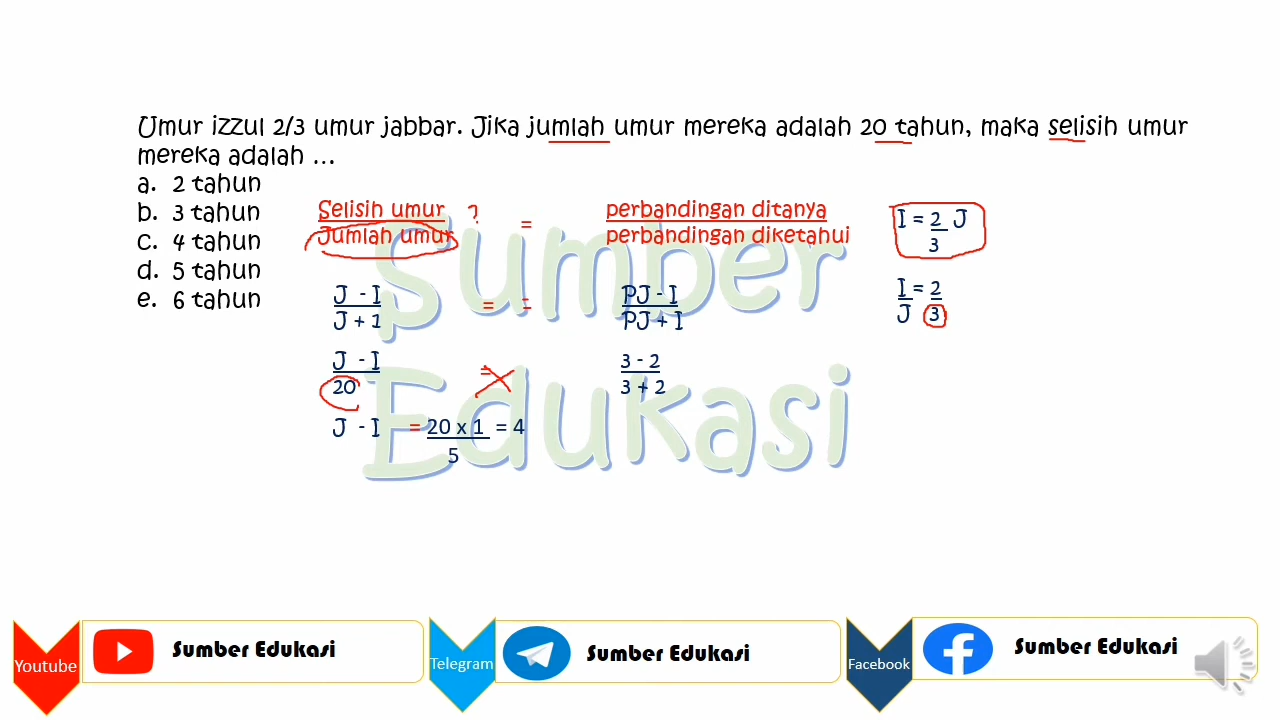 Umur izzul 2/3 umur jabbar. Jika jumlah umur mereka adalah 20 tahun, maka selisih umur
mereka adalah ...
a. 2 tahun
b. 3 tahun
c. 4 tahun
d. 5 tahun
e. 6 tahun
Selisih umur ? = perbandingan ditanya
Jumlah umur perbandingan diketahui
I = 2 J
3
I = 2
J 3
J - I = = PJ - I
J + 1 PJ + I
J - I = 3 - 2
20 3 + 2
J - I = 20 x 1 = 4
5
Sumber
Edukasi
Youtube Sumber Edukasi
Telegram Sumber Edukasi
Facebook Sumber Edukasi